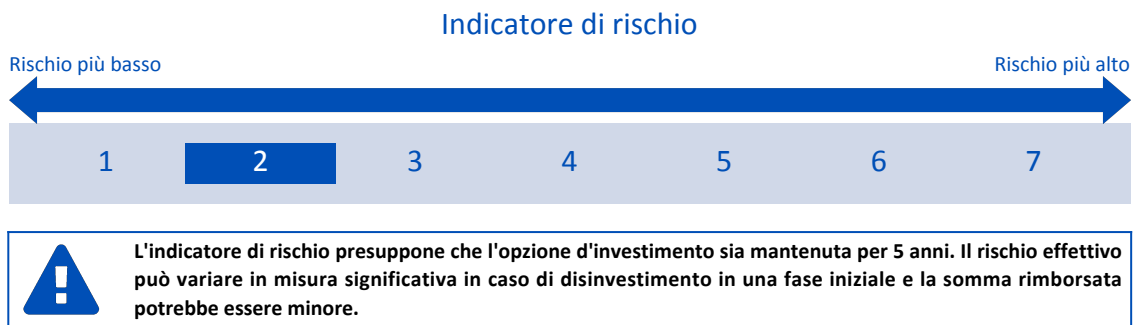 Indicatore di rischio
Rischio più basso
Rischio più alto
1 2 3 4 5 6 7
L'indicatore di rischio presuppone che l'opzione d'investimento sia mantenuta per 5 anni. Il rischio effettivo
può variare in misura significativa in caso di disinvestimento in una fase iniziale e la somma rimborsata
potrebbe essere minore.